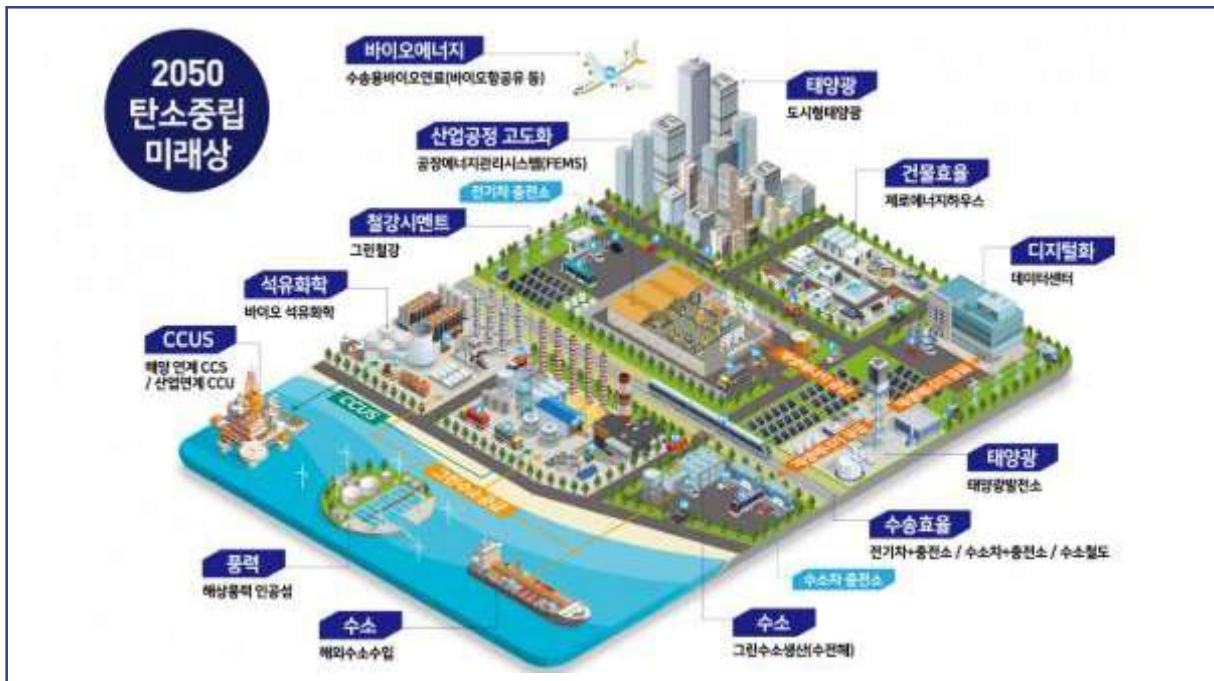 2050
탄소중립
미래상
바이오에너지
수송용바이오연료(바이오항공유 등)
태양광
도시형태양광
산업공정 고도화
공장에너지관리시스템(FEMS)
전기차 충전소
건물효율
제로에너지하우스
철강시멘트
그린철강
디지털화
데이터센터
석유화학
바이오 석유화학
CCUS
해양 연계 CCS
/ 산업연계 CCU
CCUS
태양광
태양광발전소
수송효율
전기차+충전소 / 수소차+충전소 / 수소철도
수소차 충전소
풍력
해상풍력 인공섬
수소
해외수소수입
수소
그린수소생산(수전해)